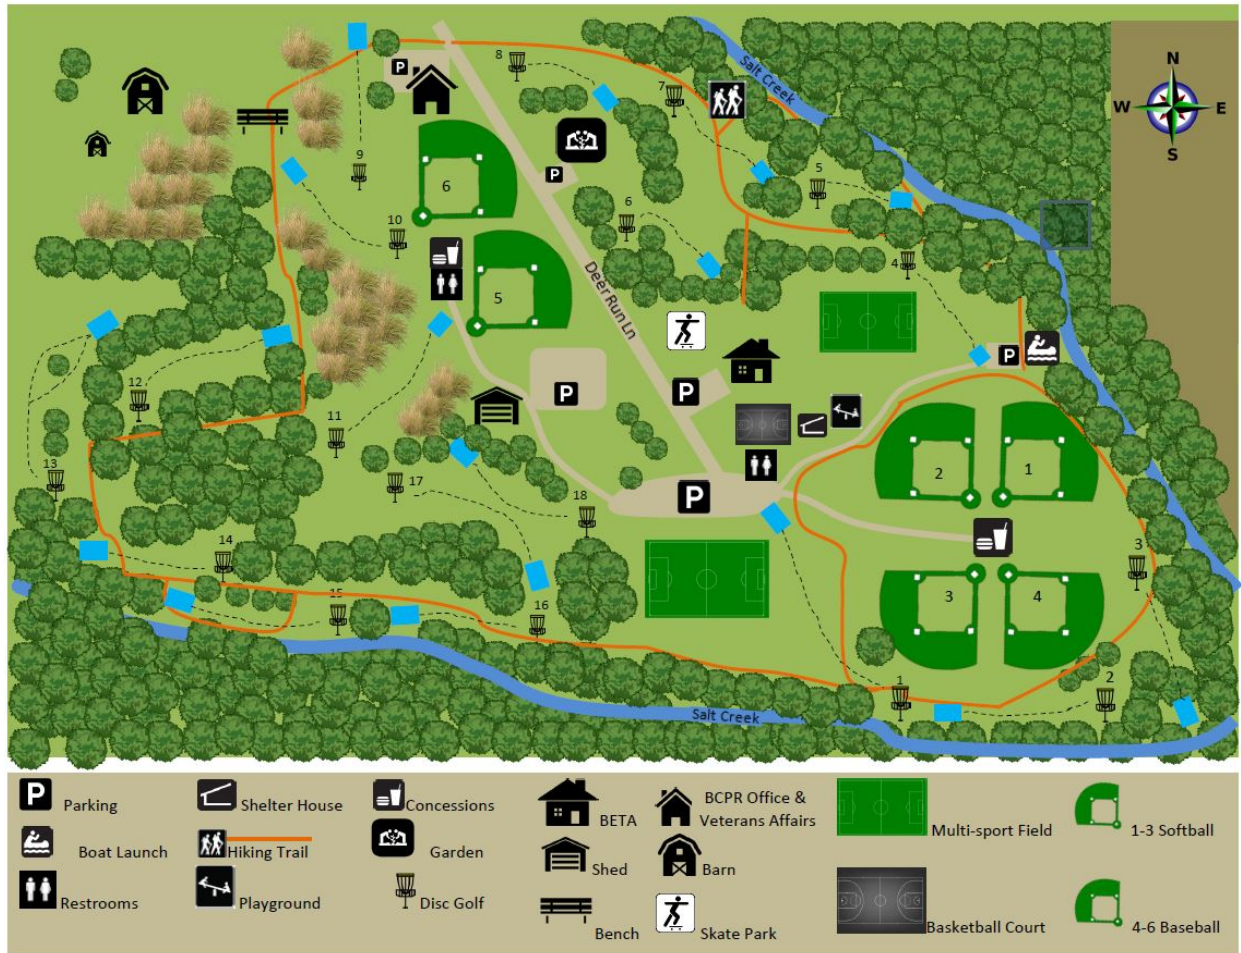 N
W E
S
Salt Creek
P
8
7
9
5
6
6
10
4
P
Deer Run Ln
5
P
12
P
P
11
2
1
13
17
18
P
14
3
3
4
15
16
1
2
Salt Creek
P Parking
Shelter House
Concessions
BETA
BCPR Office &
Veterans Affairs
Multi-sport Field
1-3 Softball
Boat Launch
Hiking Trail
Garden
Shed
Barn
Restrooms
Playground
Disc Golf
Bench
Skate Park
Basketball Court
4-6 Baseball